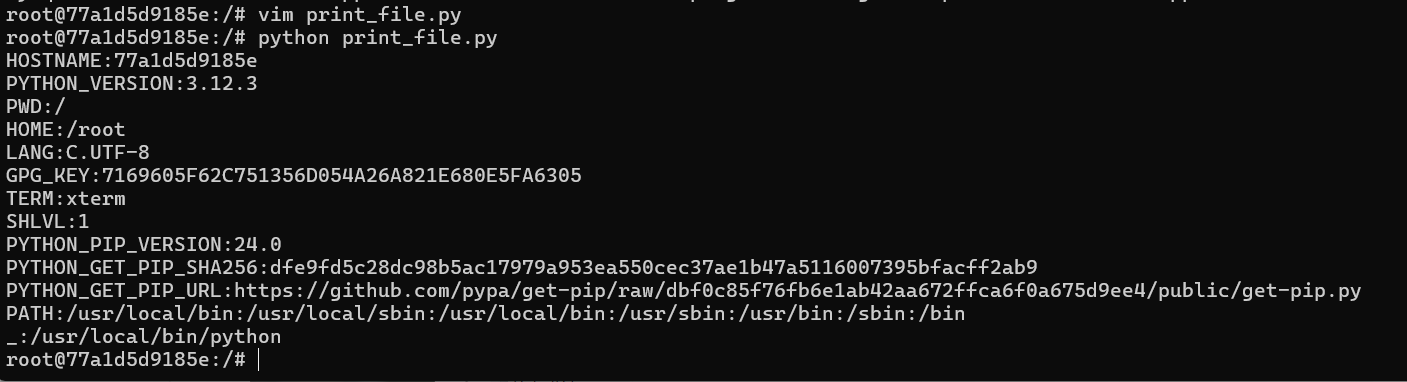 root@77a1d5d9185e:/# vim print_file.py
root@77a1d5d9185e:/# python print_file.py
HOSTNAME:77a1d5d9185e
PYTHON_VERSION:3.12.3
PWD:/
HOME:/root
LANG:C.UTF-8
GPG_KEY:7169605F62C751356D054A26A821E680E5FA6305
TERM:xterm
SHLVL:1
PYTHON_PIP_VERSION:24.0
PYTHON_GET_PIP_SHA256:dfe9fd5c28dc98b5ac17979a953ea550cec37ae1b47a5116007395bfacff2ab9
PYTHON_GET_PIP_URL:https://github.com/pypa/get-pip/raw/dbf0c85f76fb6e1ab42aa672ffca6f0a675d9ee4/public/get-pip.py
PATH:/usr/local/bin:/usr/local/sbin:/usr/local/bin:/usr/sbin:/usr/bin:/sbin:/bin
_:/usr/local/bin/python
root@77a1d5d9185e:/#